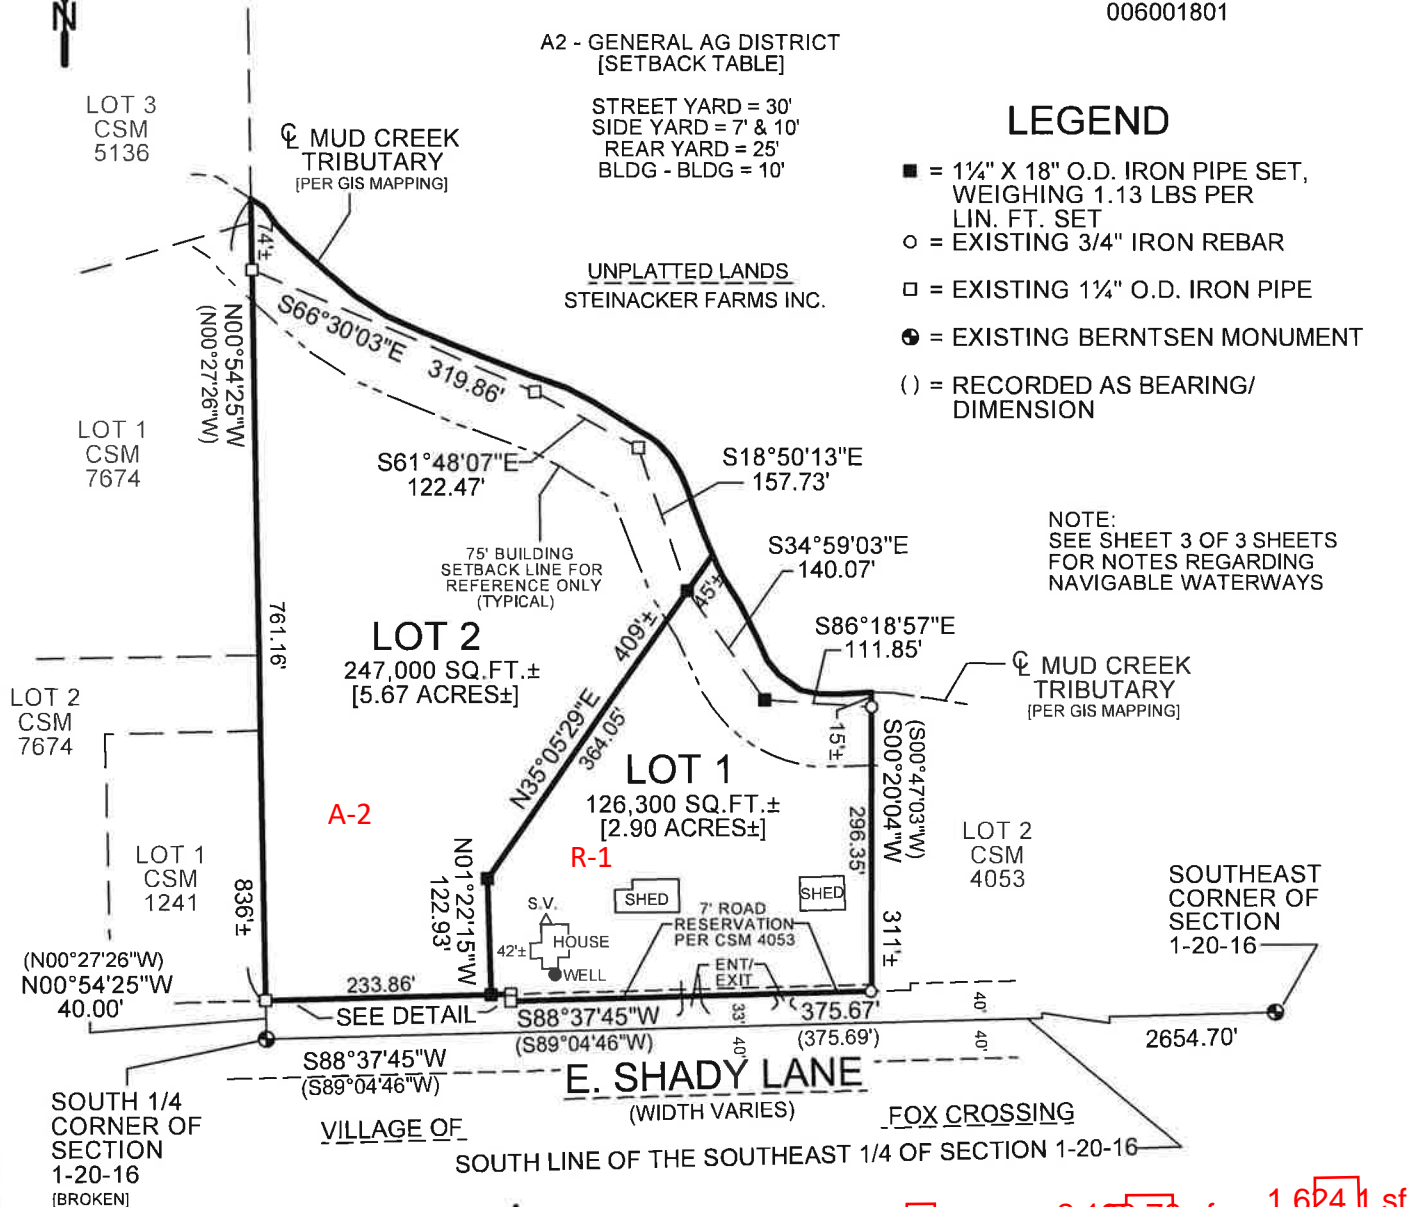 N
006001801
A2 - GENERAL AG DISTRICT
[SETBACK TABLE]
STREET YARD = 30'
SIDE YARD = 7' & 10'
REAR YARD = 25'
BLDG - BLDG = 10'
LEGEND
■ = 1¼" X 18" O.D. IRON PIPE SET,
WEIGHING 1.13 LBS PER
LIN. FT. SET
○ = EXISTING 3/4" IRON REBAR
□ = EXISTING 1¼" O.D. IRON PIPE
= EXISTING BERNTSEN MONUMENT
( ) = RECORDED AS BEARING/
DIMENSION
LOT 3
CSM
5136
℄ MUD CREEK
TRIBUTARY
[PER GIS MAPPING]
UNPLATTED LANDS
STEINACKER FARMS INC.
74'±
S66°30'03"E
319.86'
N00°54'25"W
(N00°27'26"W)
LOT 1
CSM
7674
S61°48'07"E
122.47'
S18°50'13"E
157.73'
NOTE:
SEE SHEET 3 OF 3 SHEETS
FOR NOTES REGARDING
NAVIGABLE WATERWAYS
75' BUILDING
SETBACK LINE FOR
REFERENCE ONLY
(TYPICAL)
S34°59'03"E
140.07'
45'±
S86°18'57"E
111.85'
761.16'
LOT 2
247,000 SQ.FT.±
[5.67 ACRES±]
409'±
N35°05'29"E
364.05'
℄ MUD CREEK
TRIBUTARY
[PER GIS MAPPING]
LOT 2
CSM
7674
15'±
(S00°47'03"W)
S00°20'04"W
296.35'
311'±
LOT 1
126,300 SQ.FT.±
[2.90 ACRES±]
A-2
R-1
LOT 2
CSM
4053
LOT 1
CSM
1241
836'±
N01°22'15"W
122.93'
S.V.
42'±
HOUSE
WELL
SHED
SHED
7' ROAD
RESERVATION
PER CSM 4053
ENT/
EXIT
SOUTHEAST
CORNER OF
SECTION
1-20-16
(N00°27'26"W)
N00°54'25"W
40.00'
233.86'
SEE DETAIL
S88°37'45"W
(S89°04'46"W)
33'
40'
375.67'
(375.69')
40'
40'
2654.70'
S88°37'45"W
(S89°04'46"W)
E. SHADY LANE
(WIDTH VARIES)
VILLAGE OF
FOX CROSSING
SOUTH 1/4
CORNER OF
SECTION
1-20-16
[BROKEN]
SOUTH LINE OF THE SOUTHEAST 1/4 OF SECTION 1-20-16
1,624.1 sf